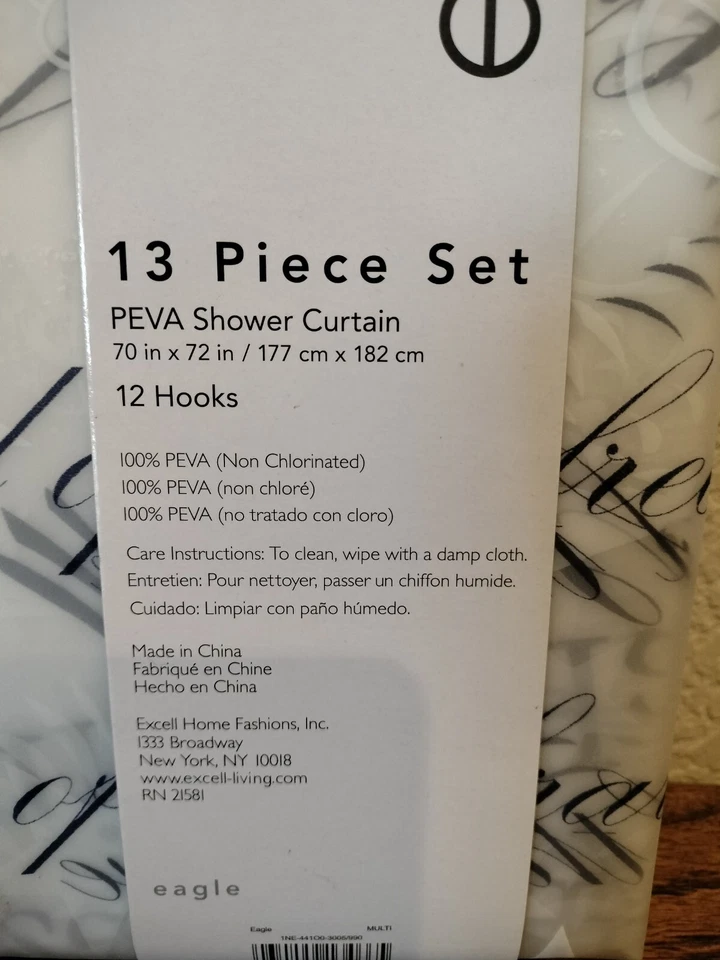 13 Piece Set
PEVA Shower Curtain
70 in x 72 in / 177 cm x 182 cm
12 Hooks
100% PEVA (Non Chlorinated)
100% PEVA (non chloré)
100% PEVA (no tratado con cloro)
Care Instructions: To clean, wipe with a damp cloth.
Entretien: Pour nettoyer, passer un chiffon humide.
Cuidado: Limpiar con paño húmedo.
Made in China
Fabriqué en Chine
Hecho en China
Excell Home Fashions, Inc.
1333 Broadway
New York, NY 10018
www.excell-living.com
RN 21581
eagle
Eagle MULTI
1NE-441O0-3005/990